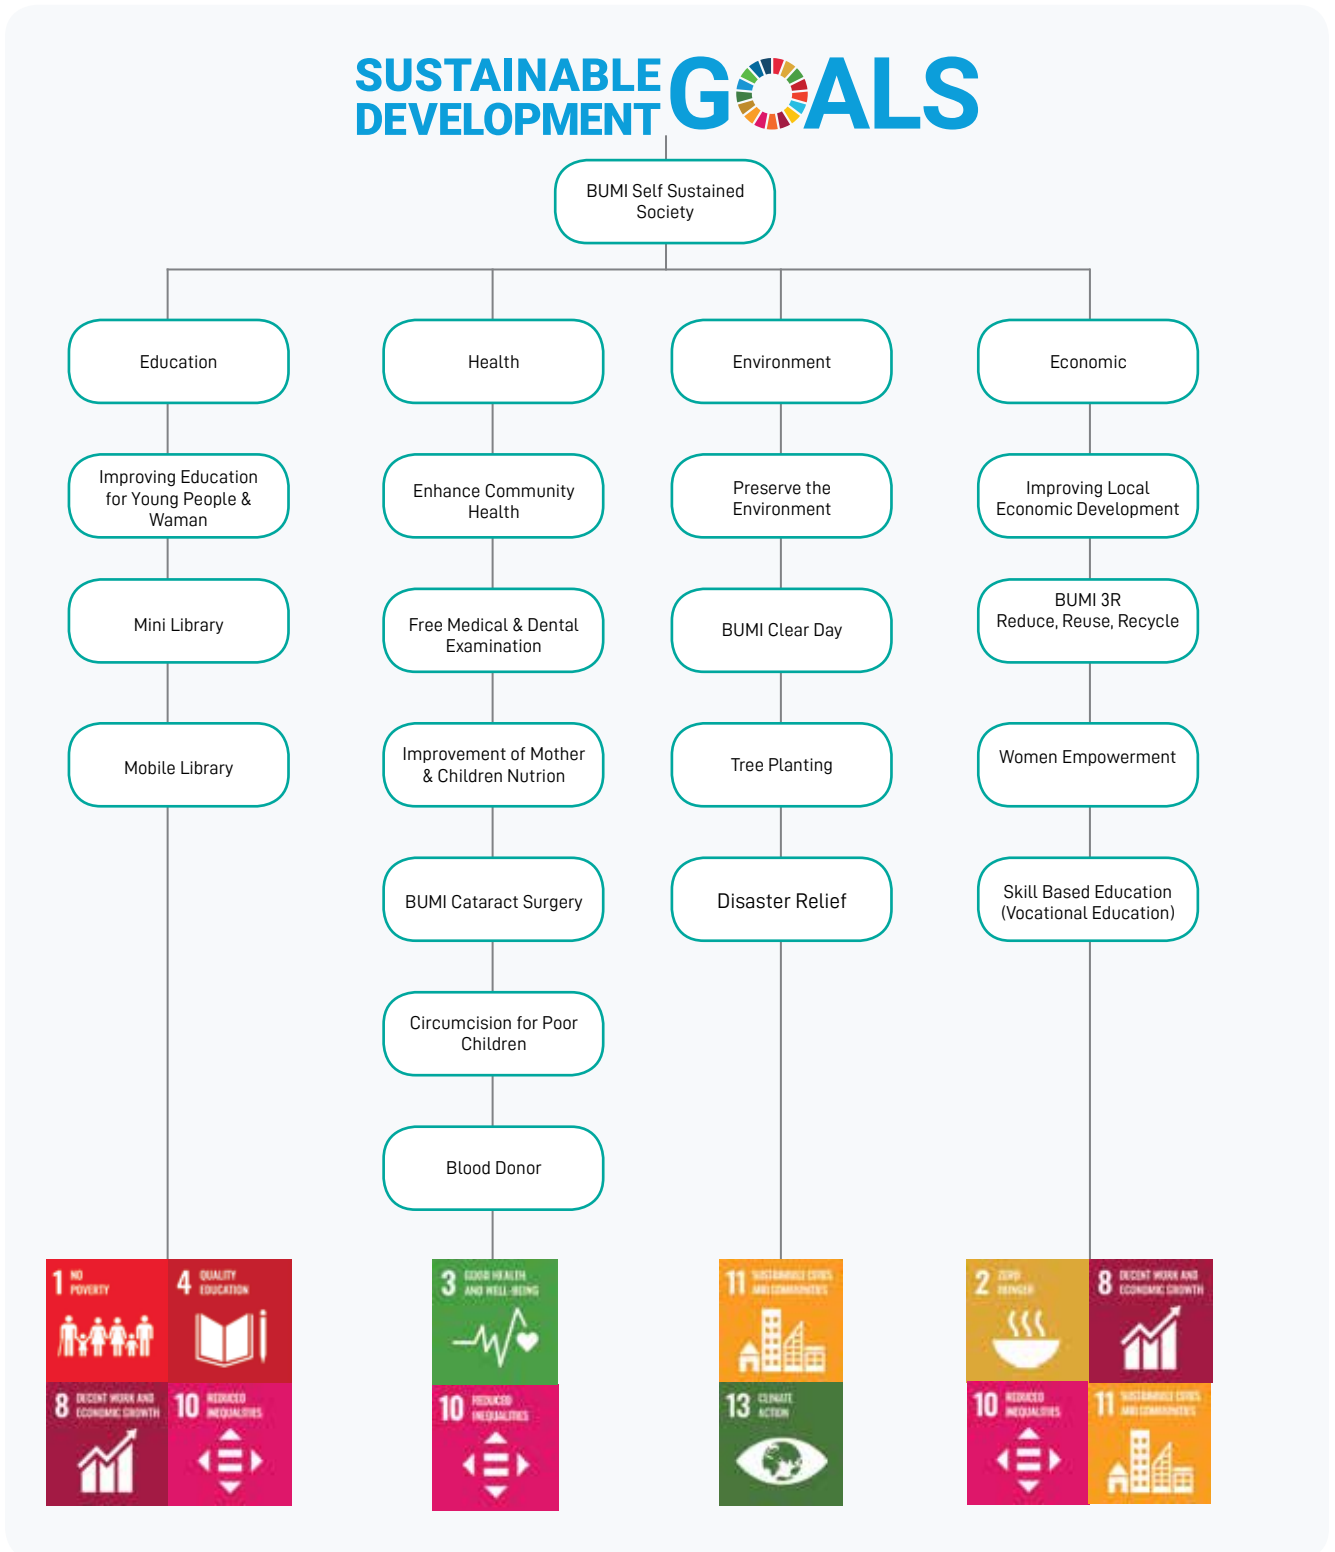 SUSTAINABLE
DEVELOPMENT
GOALS
BUMI Self Sustained
Society
Education
Health
Environment
Economic
Improving Education
for Young People &
Waman
Enhance Community
Health
Preserve the
Environment
Improving Local
Economic Development
Mini Library
Free Medical & Dental
Examination
BUMI Clear Day
BUMI 3R
Reduce, Reuse, Recycle
Mobile Library
Improvement of Mother
& Children Nutrion
Tree Planting
Women Empowerment
BUMI Cataract Surgery
Disaster Relief
Skill Based Education
(Vocational Education)
Circumcision for Poor
Children
Blood Donor
1 NO
POVERTY
4 QUALITY
EDUCATION
8 DECENT WORK AND
ECONOMIC GROWTH
10 REDUCED
INEQUALITIES
3 GOOD HEALTH
AND WELL-BEING
10 REDUCED
INEQUALITIES
11 SUSTAINABLE CITIES
AND COMMUNITIES
13 CLIMATE
ACTION
2 ZERO
HUNGER
8 DECENT WORK AND
ECONOMIC GROWTH
10 REDUCED
INEQUALITIES
11 SUSTAINABLE CITIES
AND COMMUNITIES